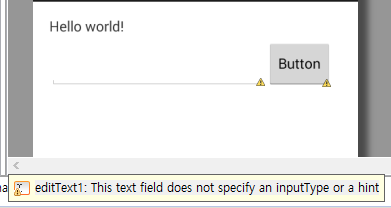 Hello world!
Button
editText1: This text field does not specify an inputType or a hint